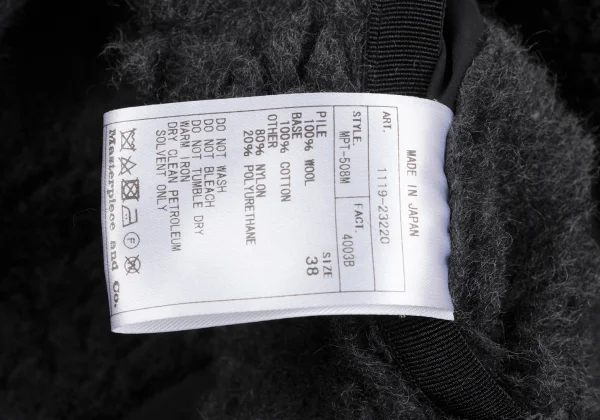 MADE IN JAPAN
ART. 1119-23220
STYLE. MPT-508M FACT. 4003B
PILE SIZE
100% WOOL 38
BASE
100% COTTON
OTHER
80% NYLON
20% POLYURETHANE
DO NOT WASH
DO NOT BLEACH
DO NOT TUMBLE DRY
WARM IRON
DRY CLEAN PETROLEUM
SOLVENT ONLY
Masterpiece and Co.